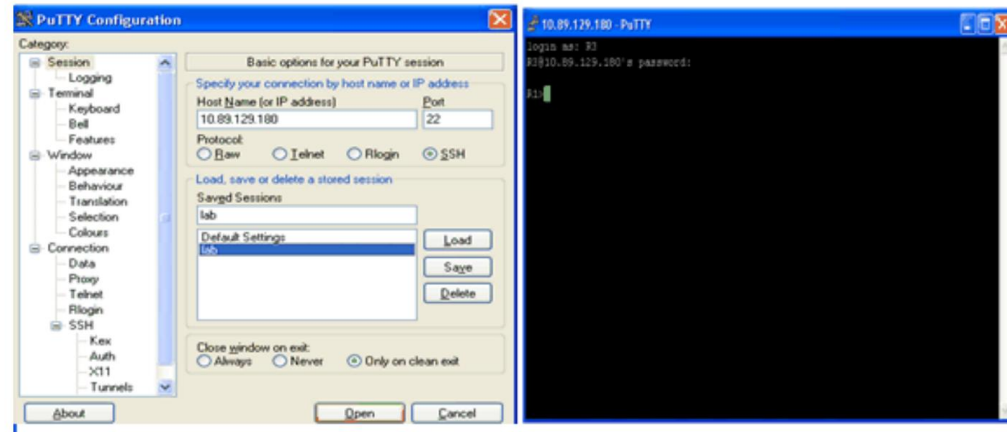 PuTTY Configuration
Category:
Session
Logging
Terminal
Keyboard
Bell
Features
Window
Appearance
Behaviour
Translation
Selection
Colours
Connection
Data
Proxy
Telnet
Rlogin
SSH
Kex
Auth
X11
Tunnels
Basic options for your PuTTY session
Specify your connection by host name or IP address
Host Name (or IP address) Port
10.89.129.180 22
Protocol:
Raw Telnet Rlogin SSH
Load, save or delete a stored session
Saved Sessions
lab
Default Settings
lab
Load
Save
Delete
Close window on exit:
Always Never Only on clean exit
About Open Cancel
10.89.129.180 - PuTTY
login as: R3
R3@10.89.129.180's password:
R1>